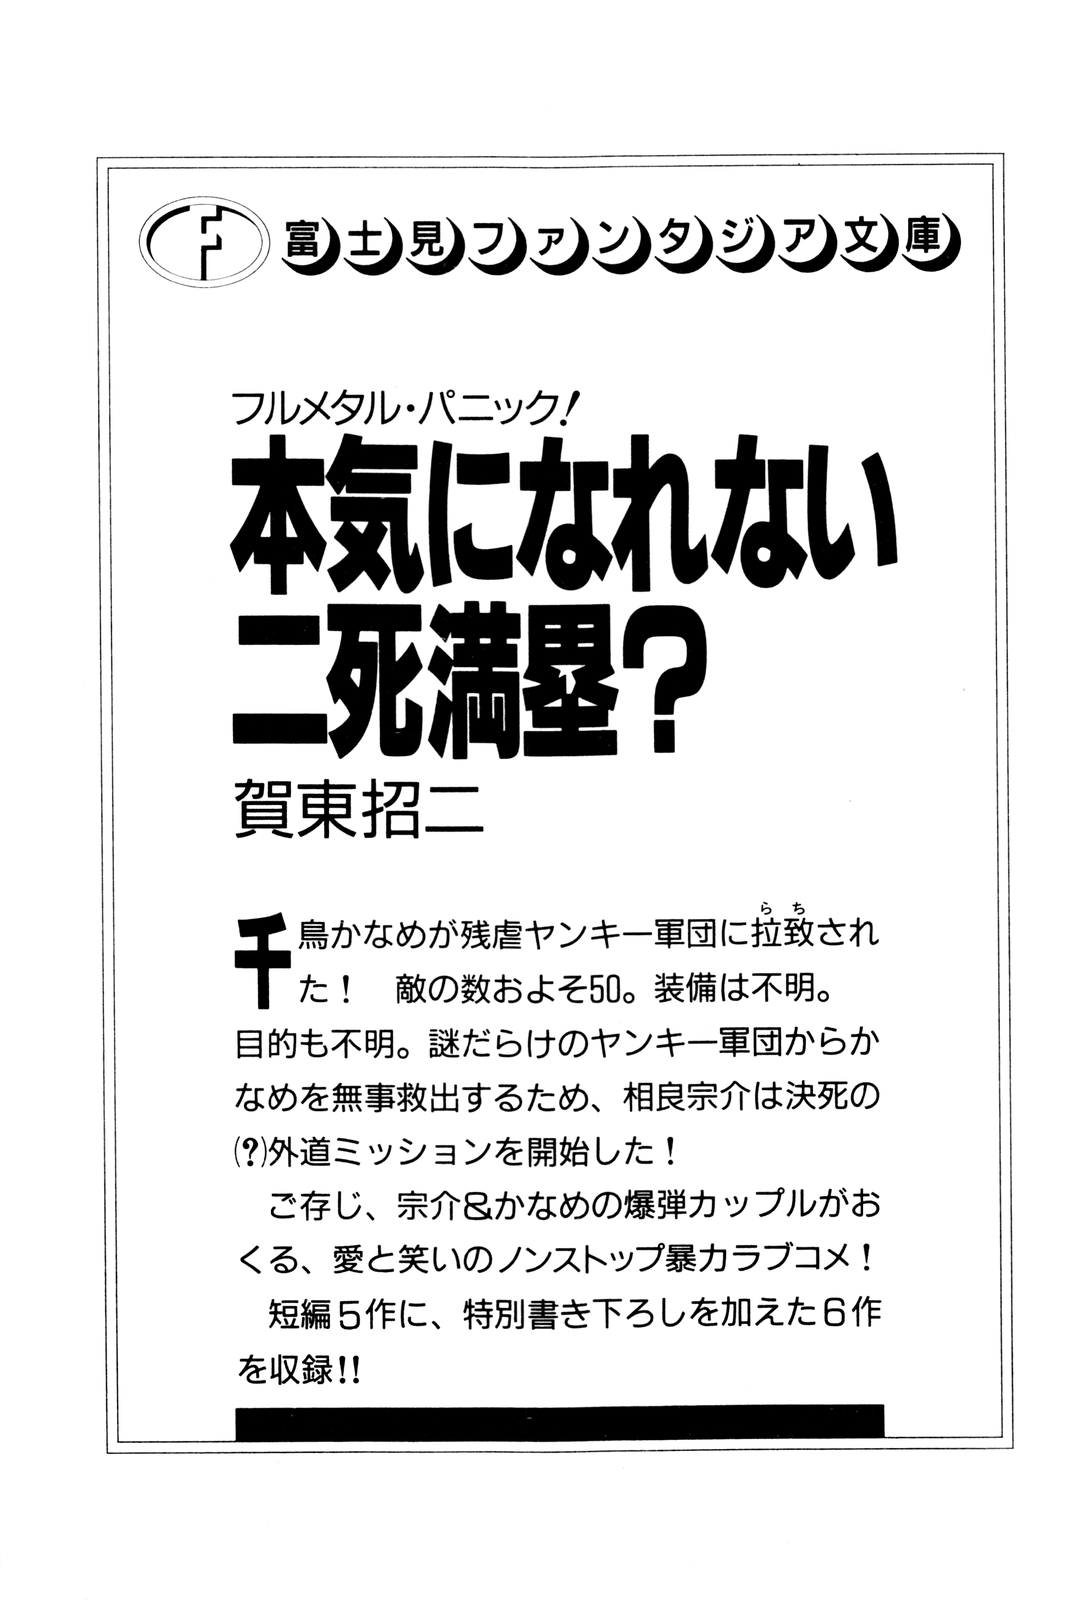 富士見ファンタジア文庫
フルメタル・パニック!
本気になれない
二死満塁?
賀東招二
千鳥かなめが残虐ヤンキー軍団に拉致され
た! 敵の数およそ50。装備は不明。
目的も不明。謎だらけのヤンキー軍団からか
なめを無事救出するため、相良宗介は決死の
(?)外道ミッションを開始した!
ご存じ、宗介&かなめの爆弾カップルがお
くる、愛と笑いのノンストップ暴力ラブコメ!
短編5作に、特別書き下ろしを加えた6作
を収録!!
らち